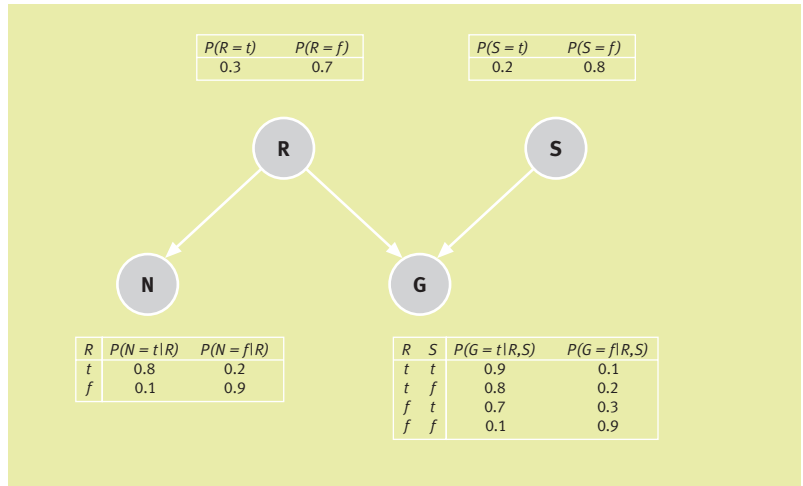 P(R = t) P(R = f)
0.3 0.7
P(S = t) P(S = f)
0.2 0.8
R
S
N
G
R P(N = t|R) P(N = f|R)
t 0.8 0.2
f 0.1 0.9
R S P(G = t|R,S) P(G = f|R,S)
t t 0.9 0.1
t f 0.8 0.2
f t 0.7 0.3
f f 0.1 0.9